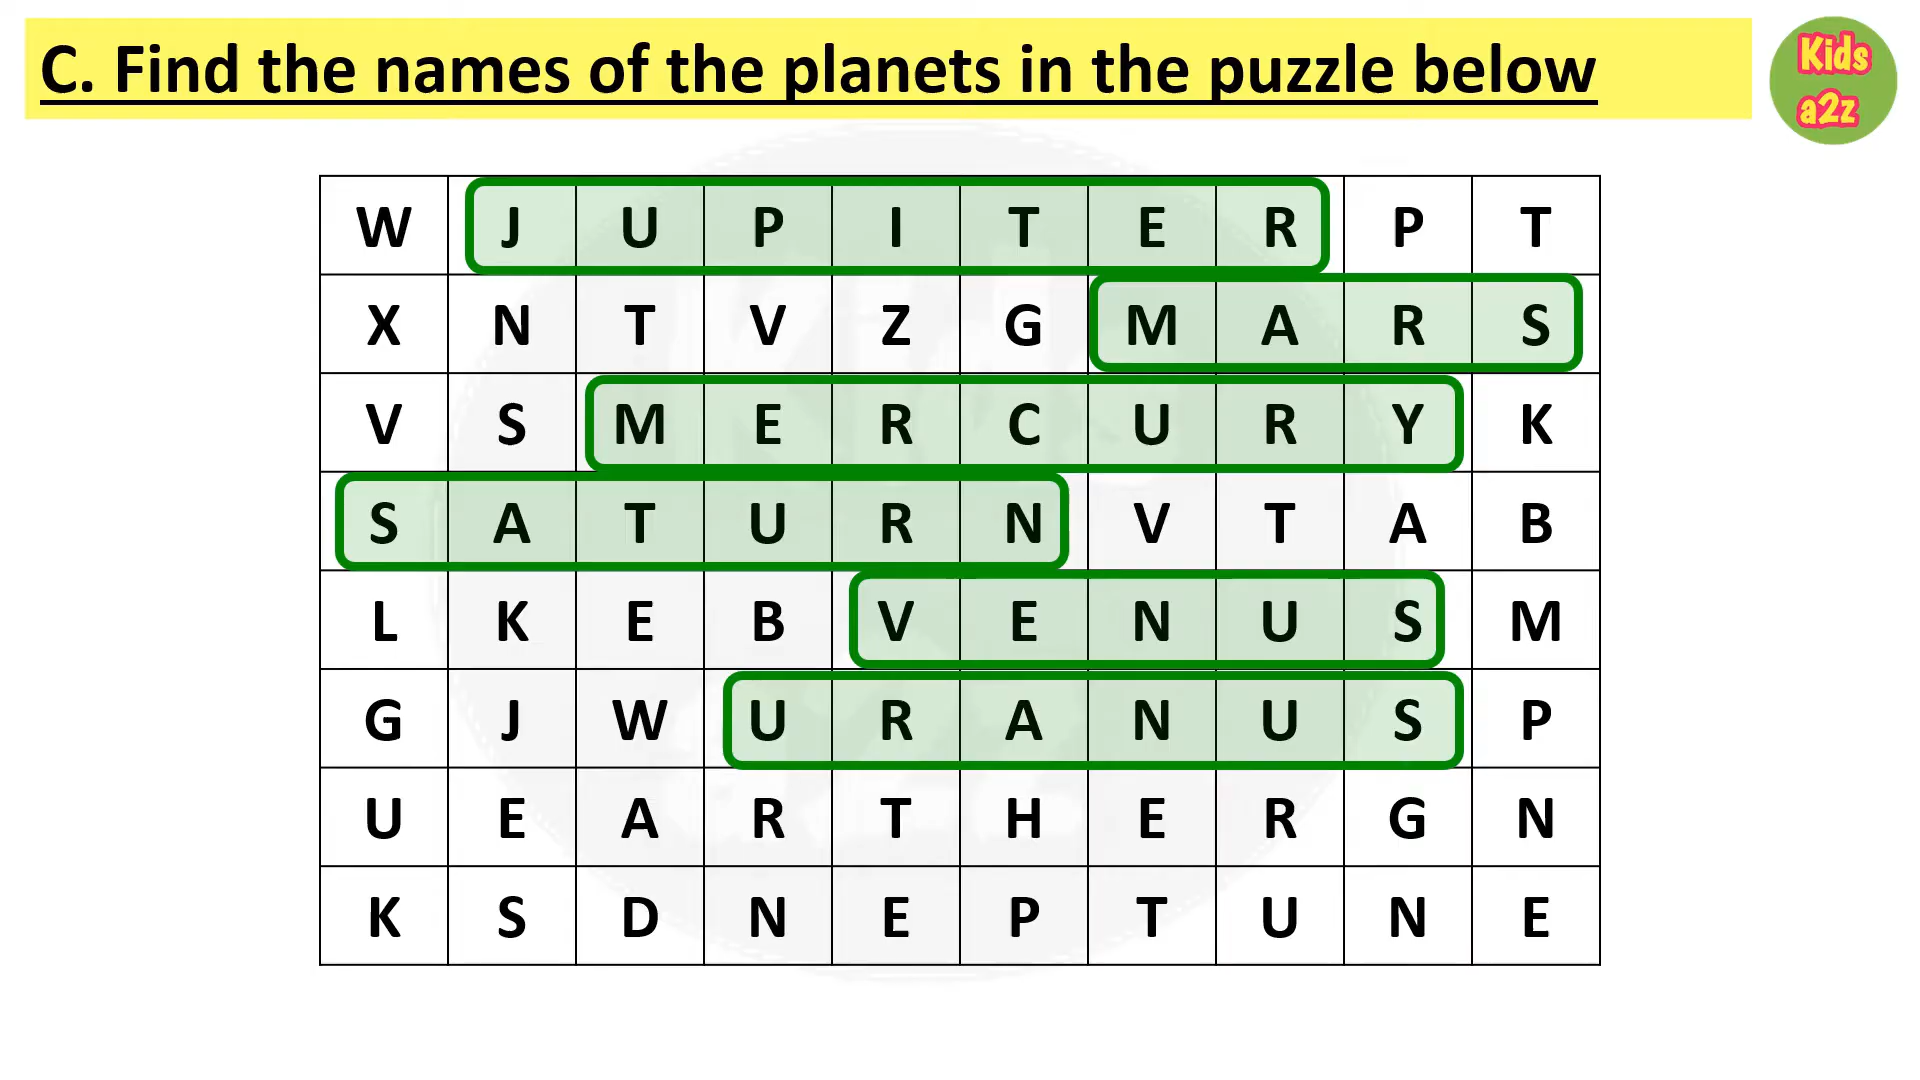 C. Find the names of the planets in the puzzle below
Kids
a2z
W J U P I T E R P T
X N T V Z G M A R S
V S M E R C U R Y K
S A T U R N V T A B
L K E B V E N U S M
G J W U R A N U S P
U E A R T H E R G N
K S D N E P T U N E